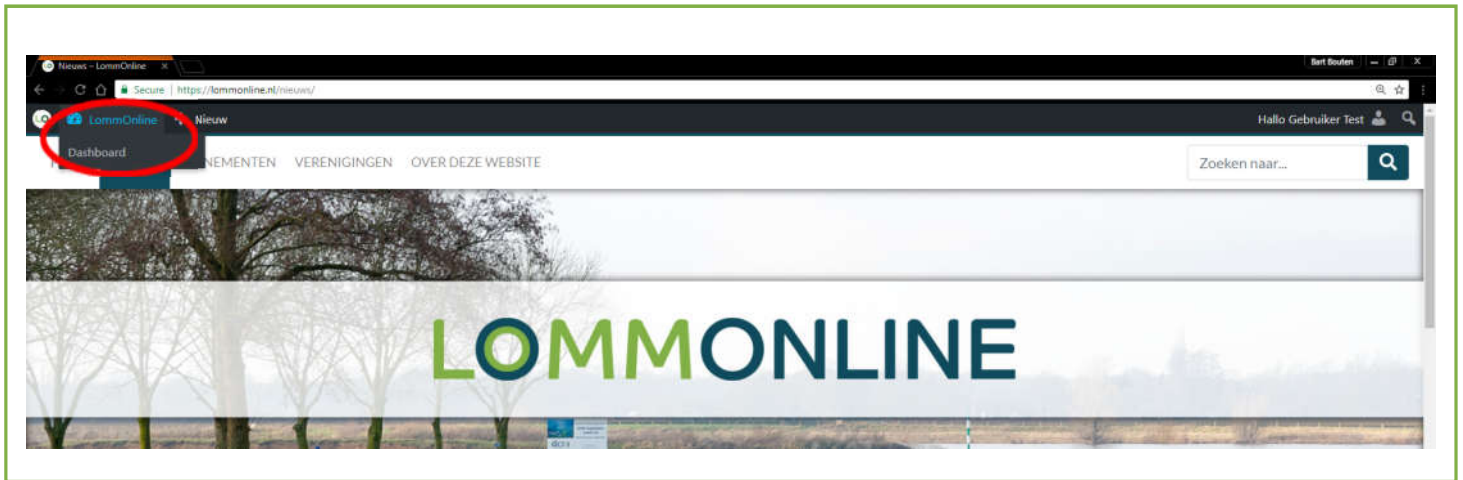 Nieuws – LommOnline
Bart Bouten
Secure | https://lommonline.nl/nieuws/
LO LommOnline Nieuw Hallo Gebruiker Test
Dashboard
NEMENTEN VERENIGINGEN OVER DEZE WEBSITE Zoeken naar...
LOMMONLINE